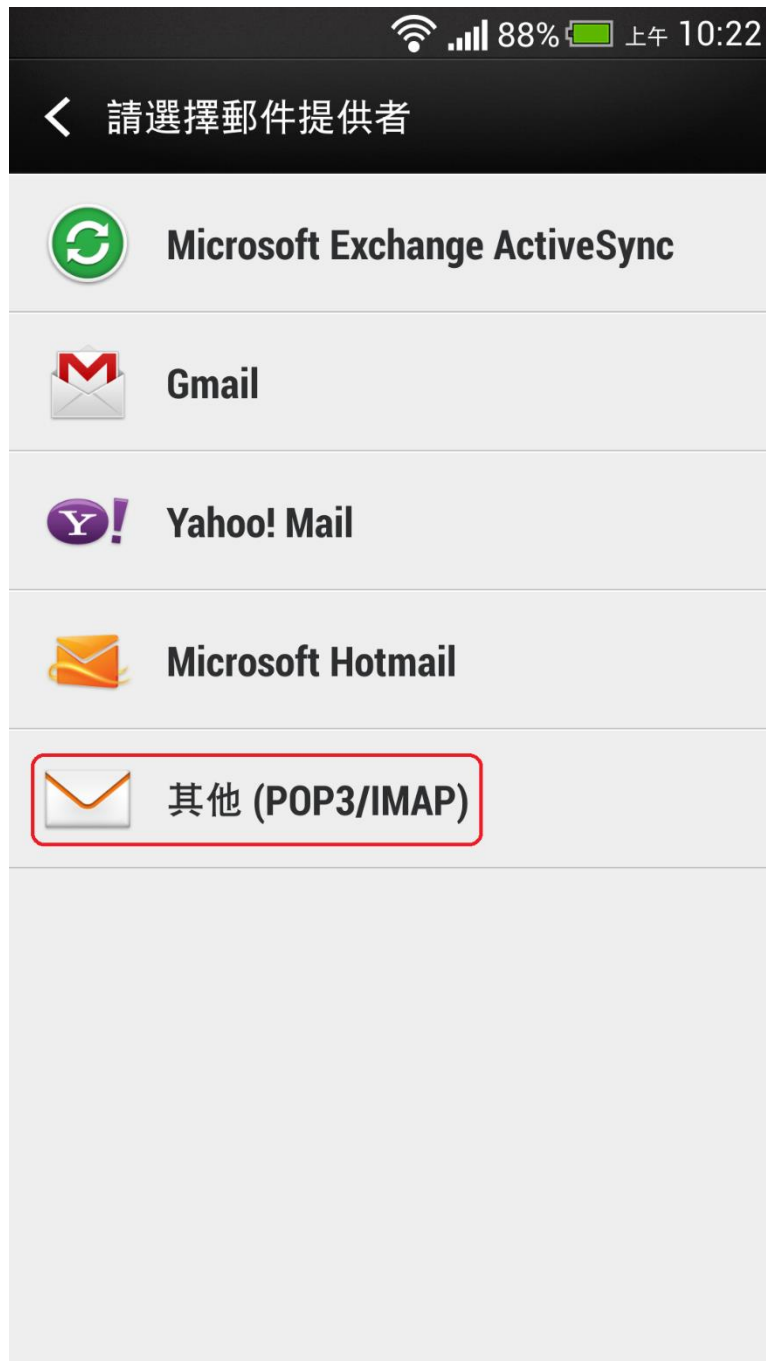 88% 上午 10:22
請選擇郵件提供者
Microsoft Exchange ActiveSync
Gmail
Yahoo! Mail
Microsoft Hotmail
其他 (POP3/IMAP)